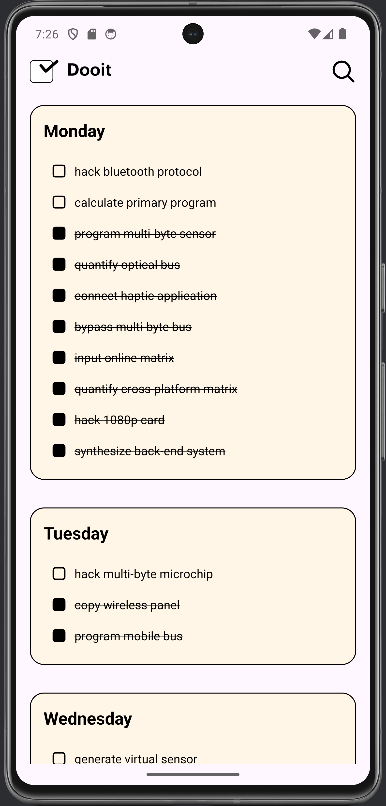 7:26
Dooit
Monday
hack bluetooth protocol
calculate primary program
program multi-byte sensor
quantify optical bus
connect haptic application
bypass multi-byte bus
input online matrix
quantify cross-platform matrix
hack 1080p card
synthesize back-end system
Tuesday
hack multi-byte microchip
copy wireless panel
program mobile bus
Wednesday
generate virtual sensor